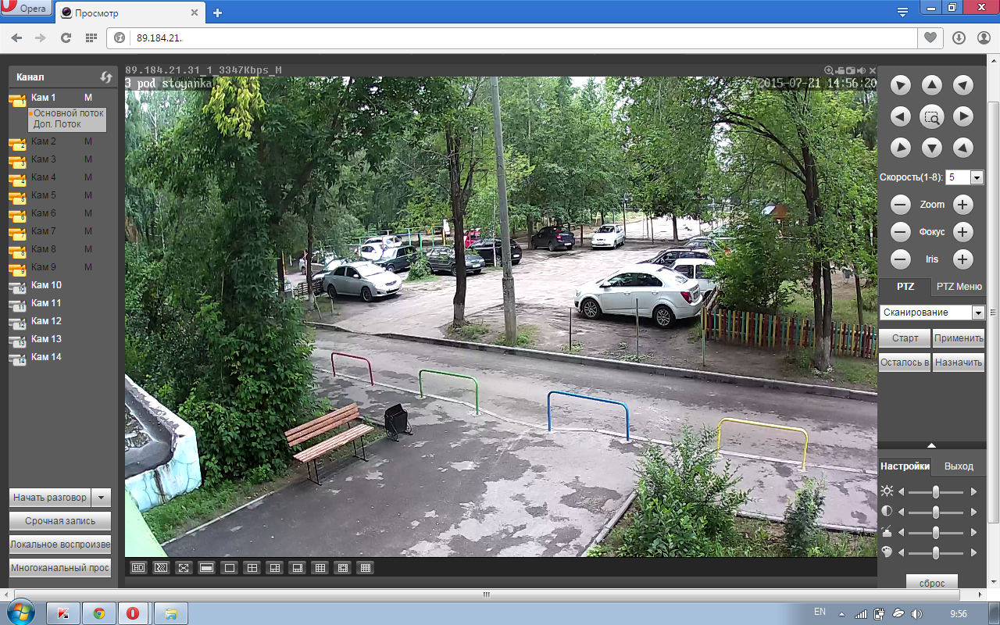 Opera
Просмотр
89.184.21..
Канал
89.184.21.31_1_3347Kbps_M
3 pod stoyanka
2015-07-21 14:56:20
Кам 1 M
Основной поток
Доп. Поток
Кам 2 M
Кам 3 M
Кам 4 M
Кам 5 M
Кам 6 M
Кам 7 M
Кам 8 M
Кам 9 M
Кам 10
Кам 11
Кам 12
Кам 13
Кам 14
Начать разговор
Срочная запись
Локальное воспроизве
Многоканальный прос
Скорость(1-8): 5
Zoom
Фокус
Iris
PTZ PTZ Меню
Сканирование
Старт Применить
Осталось в Назначить
Настройки Выход
сброс
EN 9:56